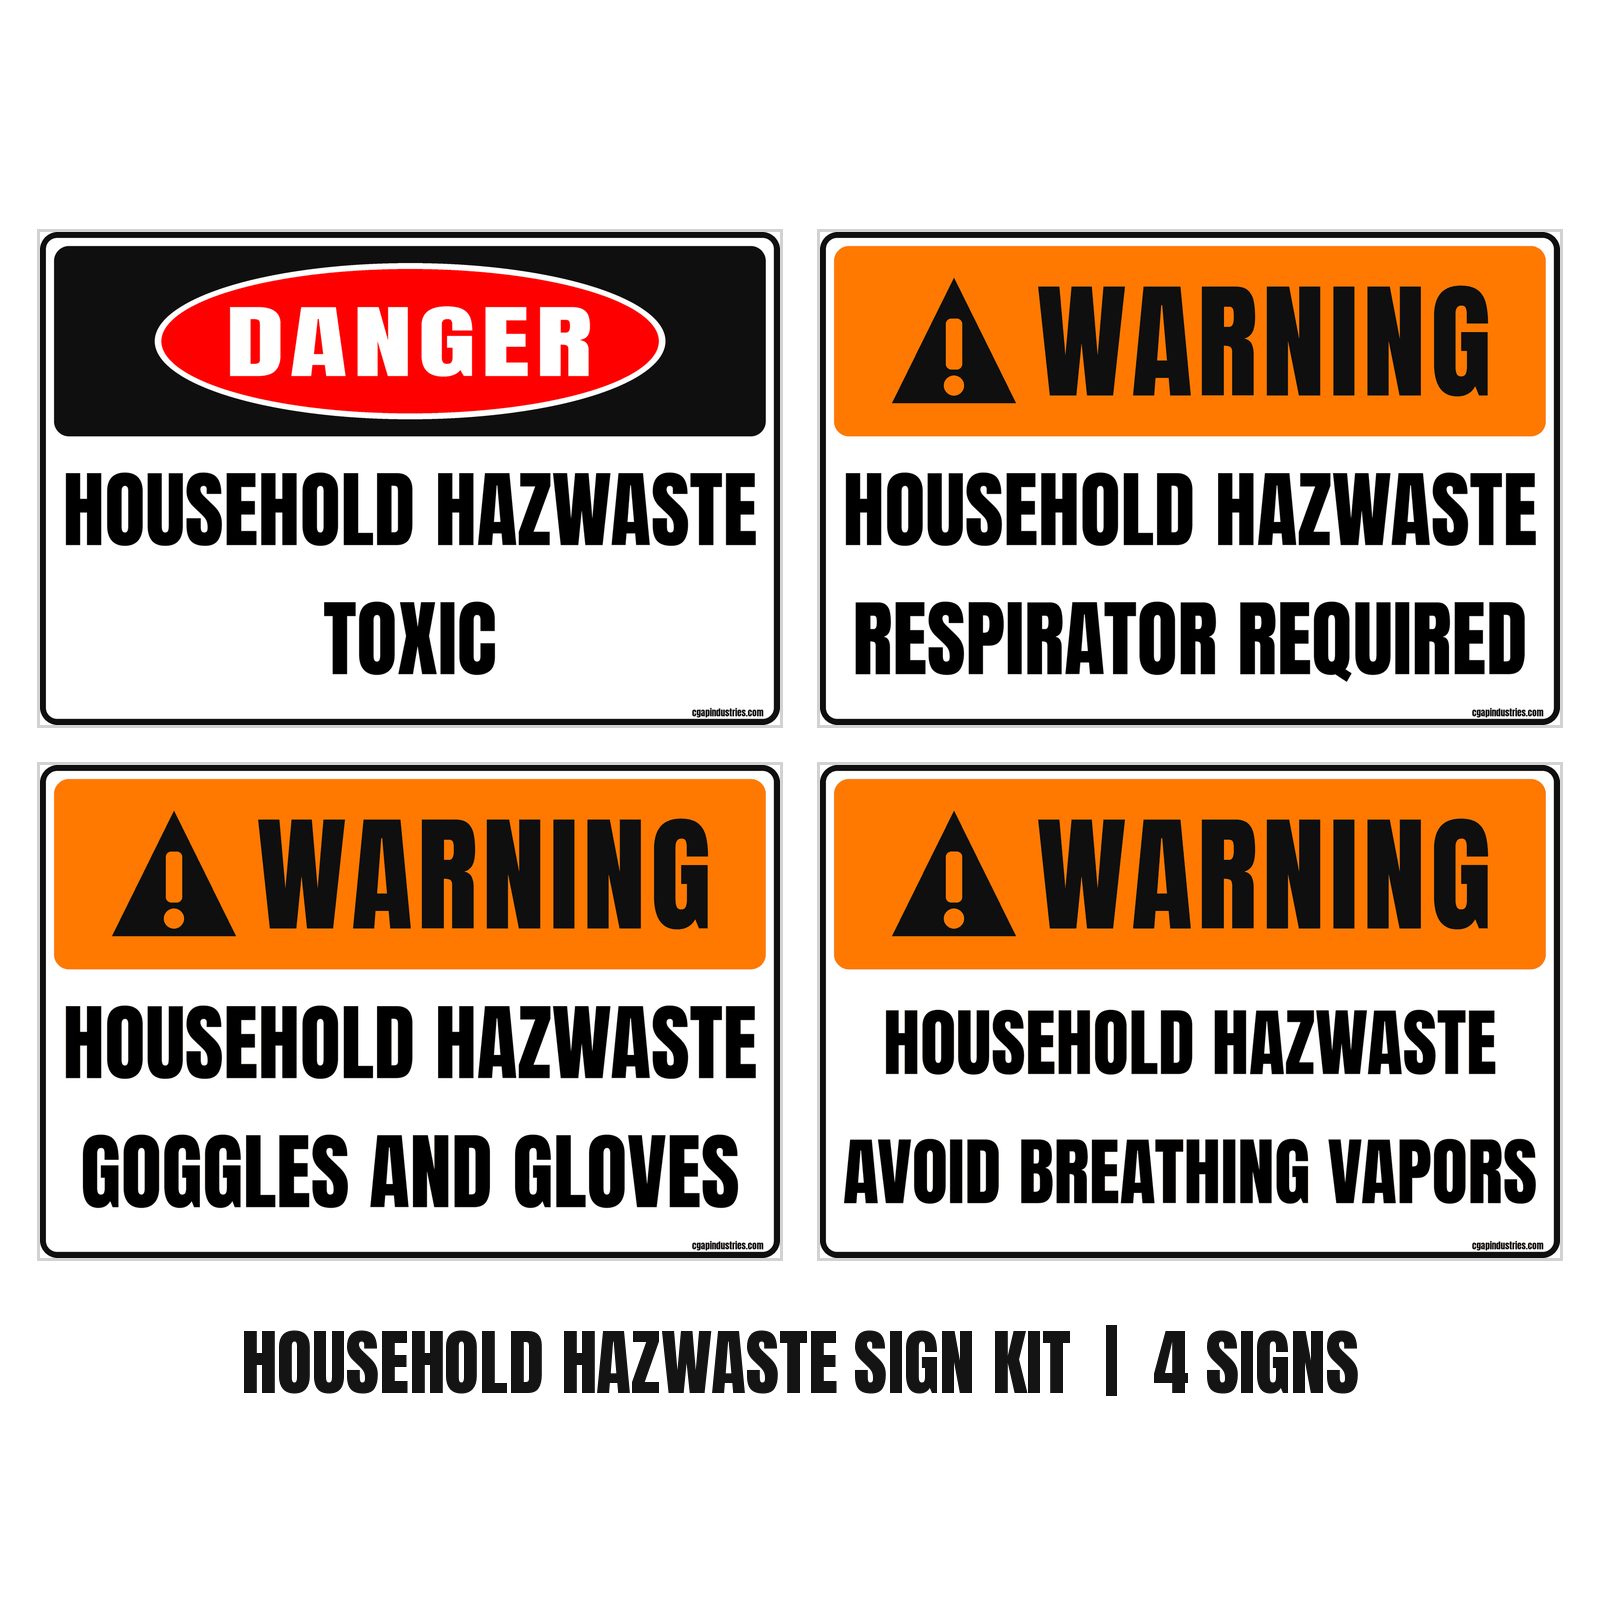 DANGER
HOUSEHOLD HAZWASTE
TOXIC
cgapindustries.com
WARNING
HOUSEHOLD HAZWASTE
RESPIRATOR REQUIRED
cgapindustries.com
WARNING
HOUSEHOLD HAZWASTE
GOGGLES AND GLOVES
cgapindustries.com
WARNING
HOUSEHOLD HAZWASTE
AVOID BREATHING VAPORS
cgapindustries.com
HOUSEHOLD HAZWASTE SIGN KIT | 4 SIGNS